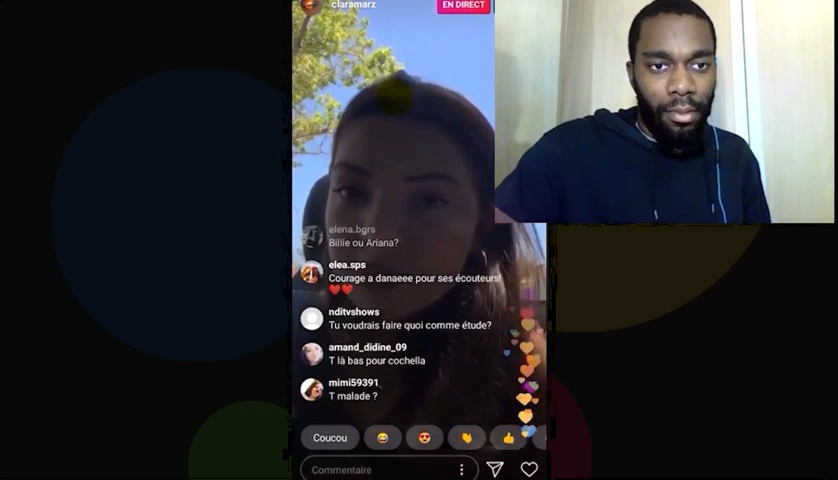 claramarz
EN DIRECT
elena.bgrs
Billie ou Ariana?
elea.sps
Courage a danaeee pour ses écouteurs!
❤️❤️
nditvshows
Tu voudrais faire quoi comme étude?
amand_didine_09
T là bas pour cochella
mimi59391
T malade ?
Coucou
Commentaire